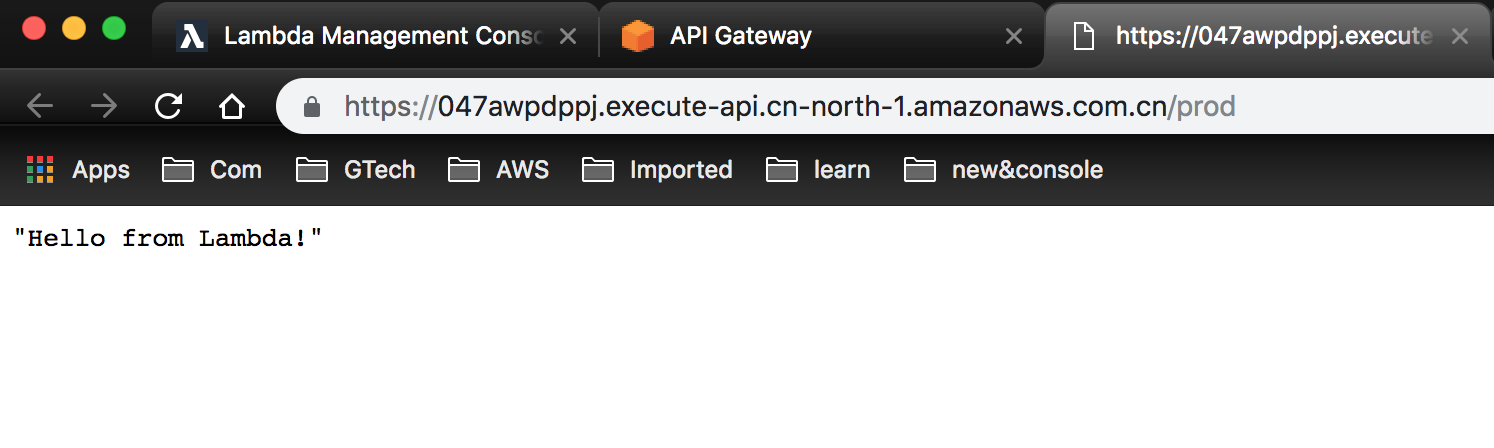 Lambda Management Conso
API Gateway
https://047awpdppj.execute
https://047awpdppj.execute-api.cn-north-1.amazonaws.com.cn/prod
Apps Com GTech AWS Imported learn new&console
"Hello from Lambda!"